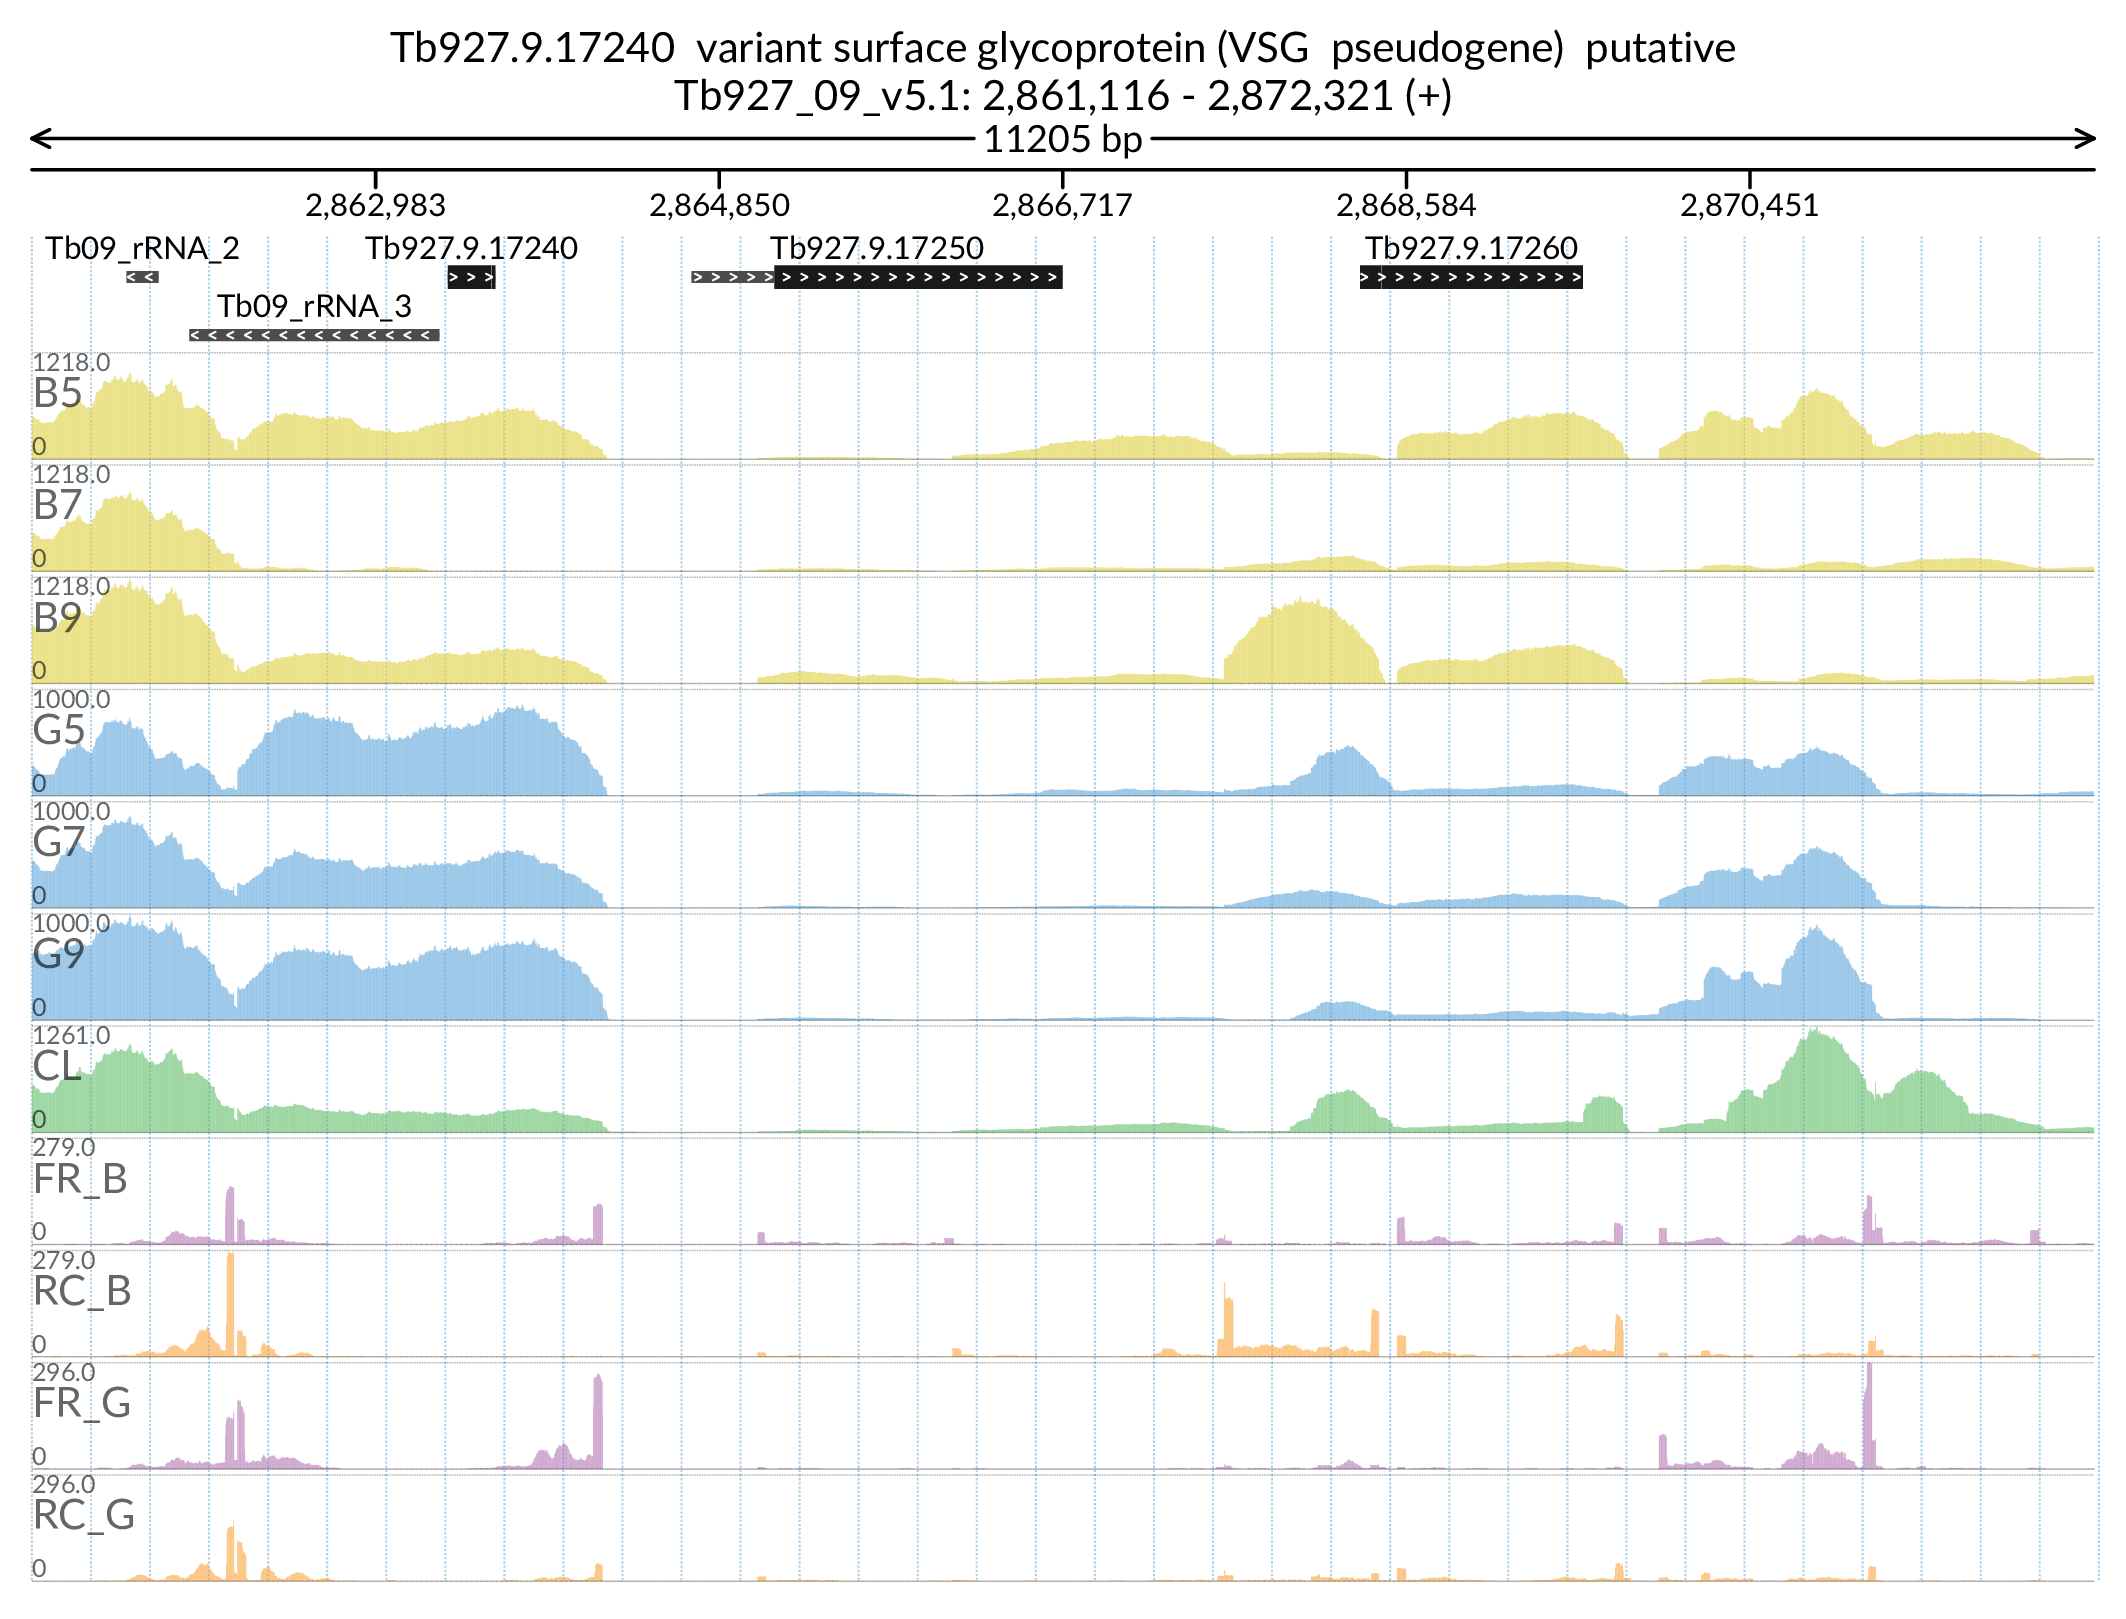 Tb927.9.17240 variant surface glycoprotein (VSG pseudogene) putative
Tb927_09_v5.1: 2,861,116 - 2,872,321 (+)
11205 bp
2,862,983 2,864,850 2,866,717 2,868,584 2,870,451
Tb09_rRNA_2 Tb927.9.17240 Tb927.9.17250 Tb927.9.17260
Tb09_rRNA_3
1218.0
B5
0
1218.0
B7
0
1218.0
B9
0
1000.0
G5
0
1000.0
G7
0
1000.0
G9
0
1261.0
CL
0
279.0
FR_B
0
279.0
RC_B
0
296.0
FR_G
0
296.0
RC_G
0